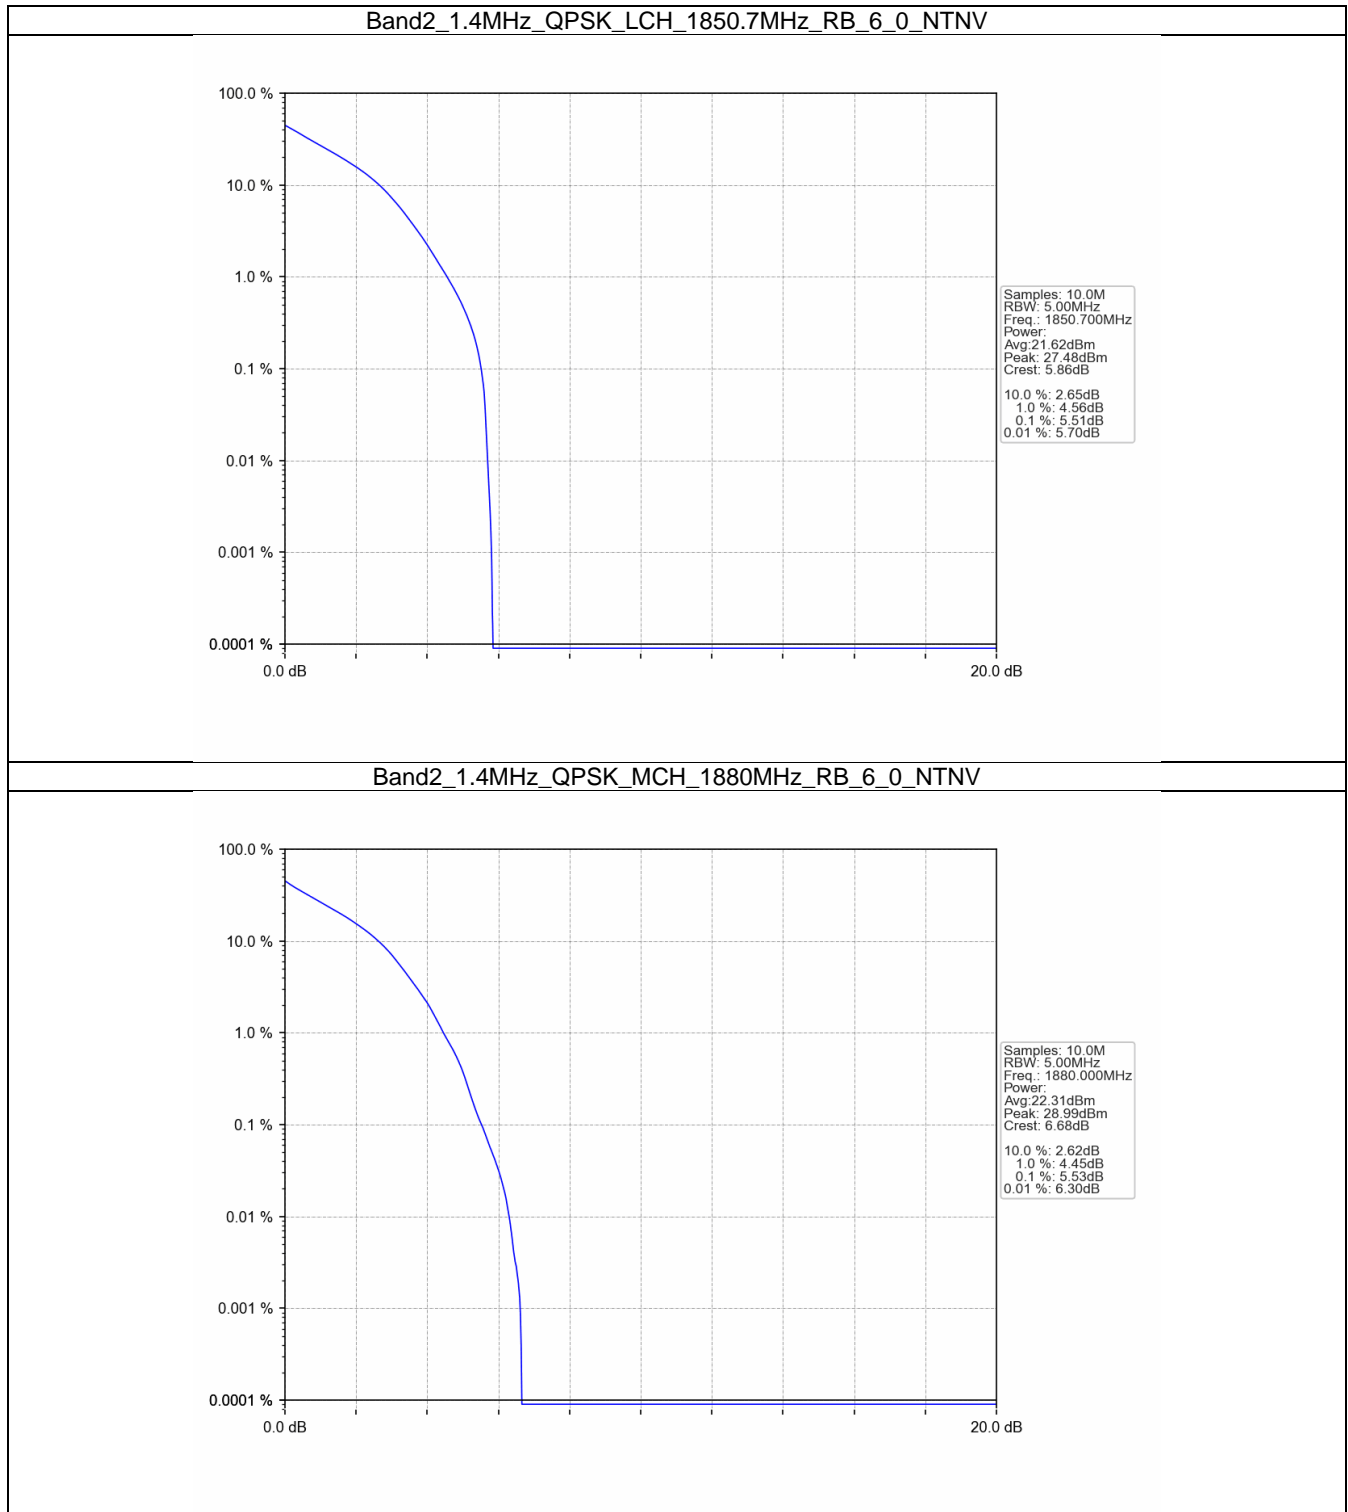 Band2_1.4MHz_QPSK_LCH_1850.7MHz_RB_6_0_NTNV
100.0 %
10.0 %
1.0 %
0.1 %
0.01 %
0.001 %
0.0001 %
0.0 dB
20.0 dB
Samples: 10.0M
RBW: 5.00MHz
Freq.: 1850.700MHz
Power:
Avg:21.62dBm
Peak: 27.48dBm
Crest: 5.86dB
10.0 %: 2.65dB
1.0 %: 4.56dB
0.1 %: 5.51dB
0.01 %: 5.70dB
Band2_1.4MHz_QPSK_MCH_1880MHz_RB_6_0_NTNV
100.0 %
10.0 %
1.0 %
0.1 %
0.01 %
0.001 %
0.0001 %
0.0 dB
20.0 dB
Samples: 10.0M
RBW: 5.00MHz
Freq.: 1880.000MHz
Power:
Avg:22.31dBm
Peak: 28.99dBm
Crest: 6.68dB
10.0 %: 2.62dB
1.0 %: 4.45dB
0.1 %: 5.53dB
0.01 %: 6.30dB